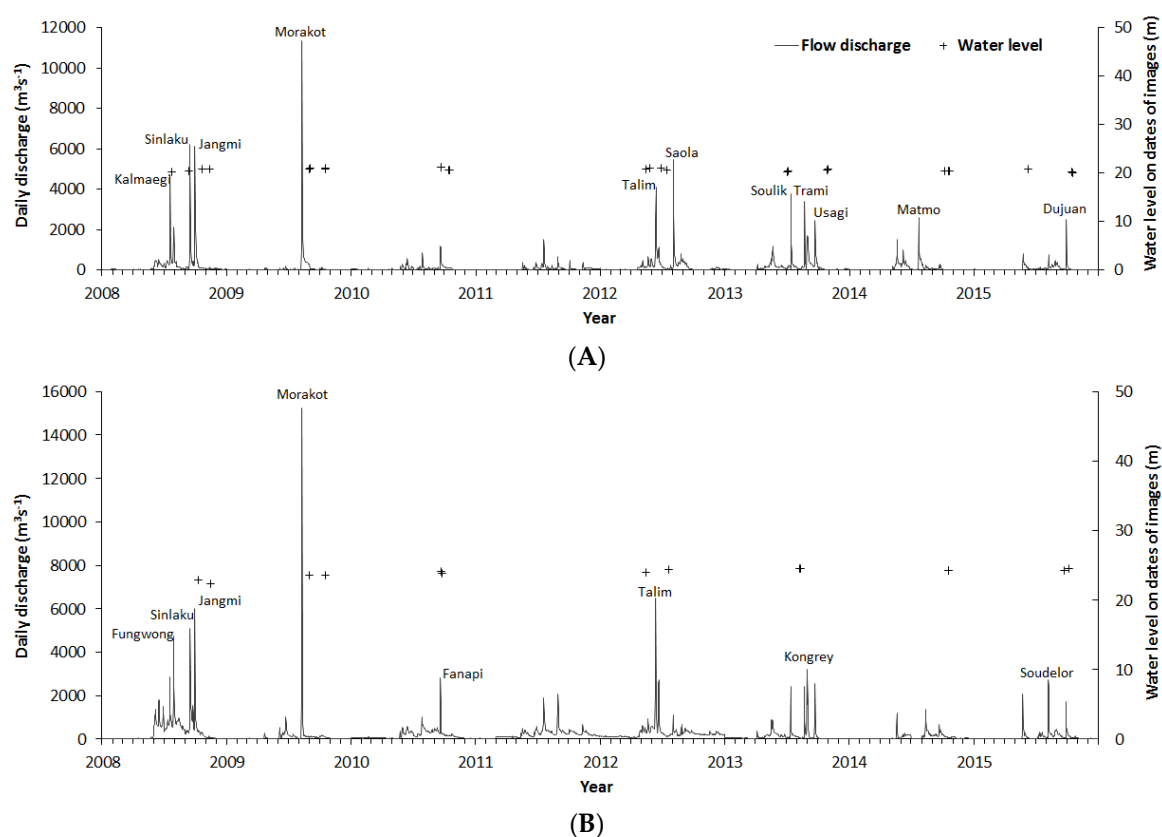 12000
10000
8000
6000
4000
2000
0
Daily discharge (m³s⁻¹)
50
40
30
20
10
0
Water level on dates of images (m)
Flow discharge
Water level
Kalmaegi
Sinlaku
Jangmi
Morakot
Talim
Saola
Soulik
Trami
Usagi
Matmo
Dujuan
2008 2009 2010 2011 2012 2013 2014 2015
Year
(A)
16000
14000
12000
10000
8000
6000
4000
2000
0
Daily discharge (m³s⁻¹)
50
40
30
20
10
0
Water level on dates of images (m)
Fungwong
Sinlaku
Jangmi
Morakot
Fanapi
Talim
Kongrey
Soudelor
2008 2009 2010 2011 2012 2013 2014 2015
Year
(B)